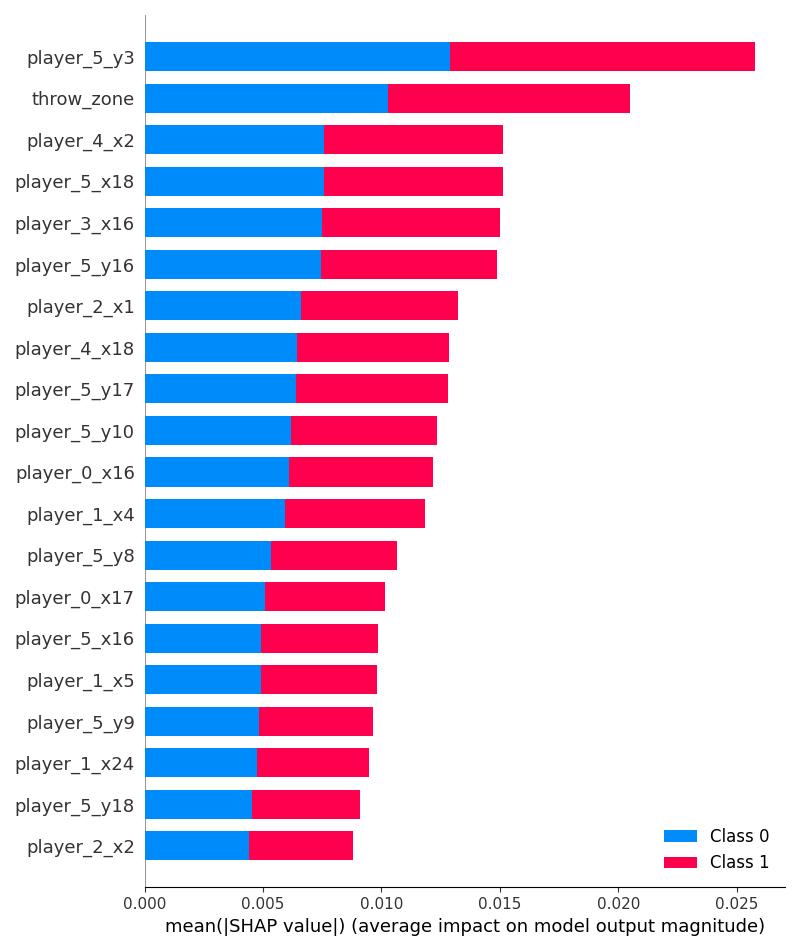 player_5_y3
throw_zone
player_4_x2
player_5_x18
player_3_x16
player_5_y16
player_2_x1
player_4_x18
player_5_y17
player_5_y10
player_0_x16
player_1_x4
player_5_y8
player_0_x17
player_5_x16
player_1_x5
player_5_y9
player_1_x24
player_5_y18
player_2_x2
Class 0
Class 1
0.000 0.005 0.010 0.015 0.020 0.025
mean(|SHAP value|) (average impact on model output magnitude)